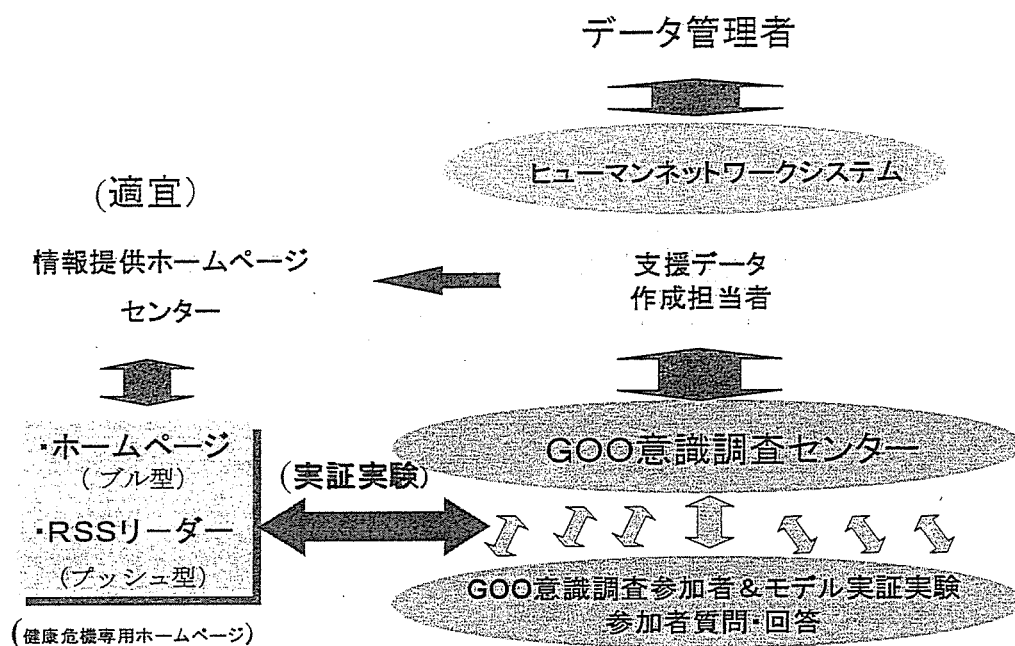 データ管理者
ヒューマンネットワークシステム
(適宜)
情報提供ホームページ
センター
支援データ
作成担当者
GOO意識調査センター
・ホームページ
(プル型)
(実証実験)
・RSSリーダー
(プッシュ型)
GOO意識調査参加者&モデル実証実験
参加者質問・回答
(健康危機専用ホームページ)